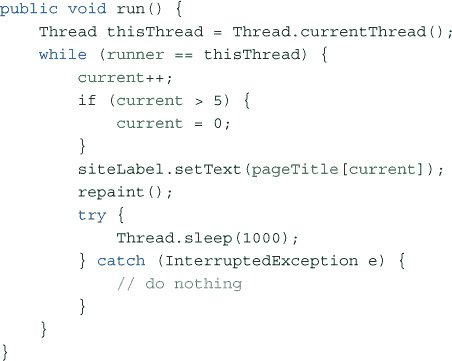 public void run() {
    Thread thisThread = Thread.currentThread();
    while (runner == thisThread) {
        current++;
        if (current > 5) {
            current = 0;
        }
        siteLabel.setText(pageTitle[current]);
        repaint();
        try {
            Thread.sleep(1000);
        } catch (InterruptedException e) {
            // do nothing
        }
    }
}